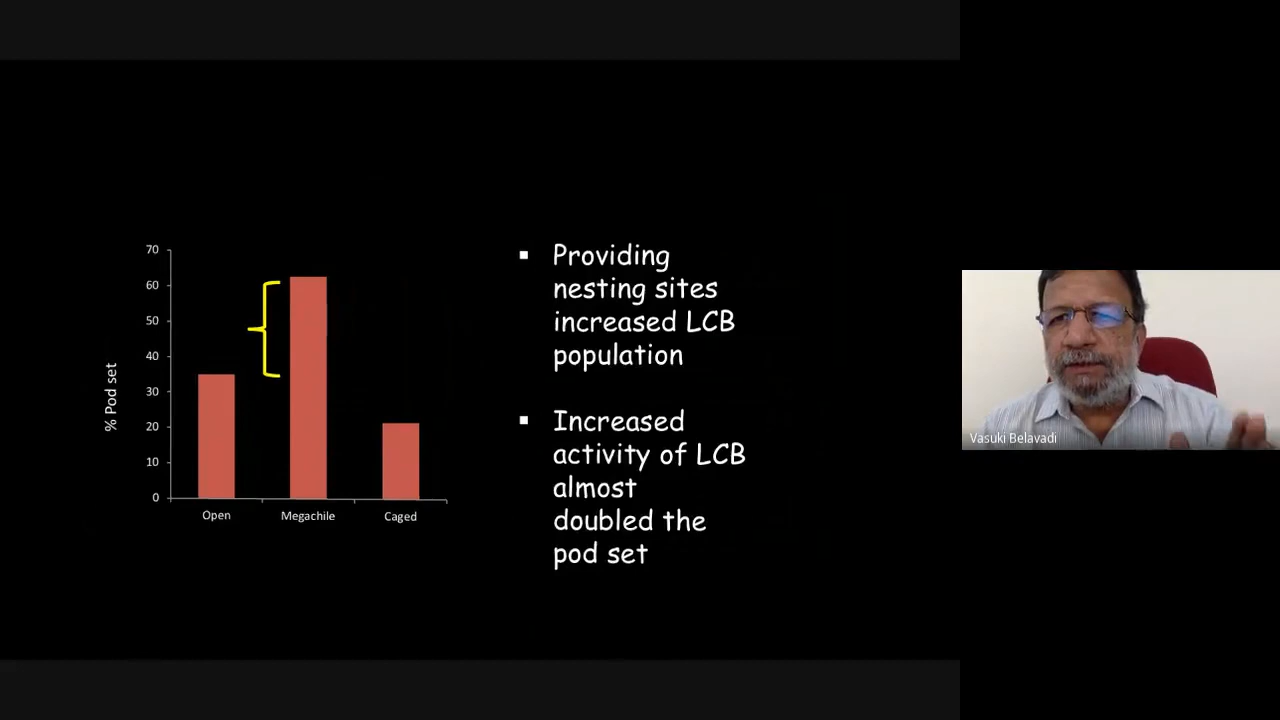 70
60
50
40
30
20
10
0
% Pod set
Open Megachile Caged
▪ Providing
nesting sites
increased LCB
population
▪ Increased
activity of LCB
almost
doubled the
pod set
Vasuki Belavadi